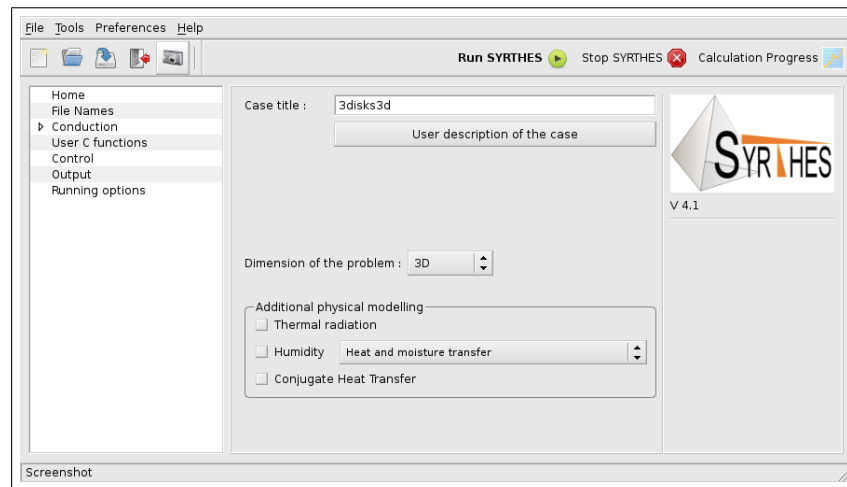 File Tools Preferences Help
Run SYRTHES Stop SYRTHES Calculation Progress
Home
File Names
Conduction
User C functions
Control
Output
Running options
Case title : 3disks3d
User description of the case
Dimension of the problem : 3D
Additional physical modelling
Thermal radiation
Humidity Heat and moisture transfer
Conjugate Heat Transfer
SYRTHES
V 4.1
Screenshot